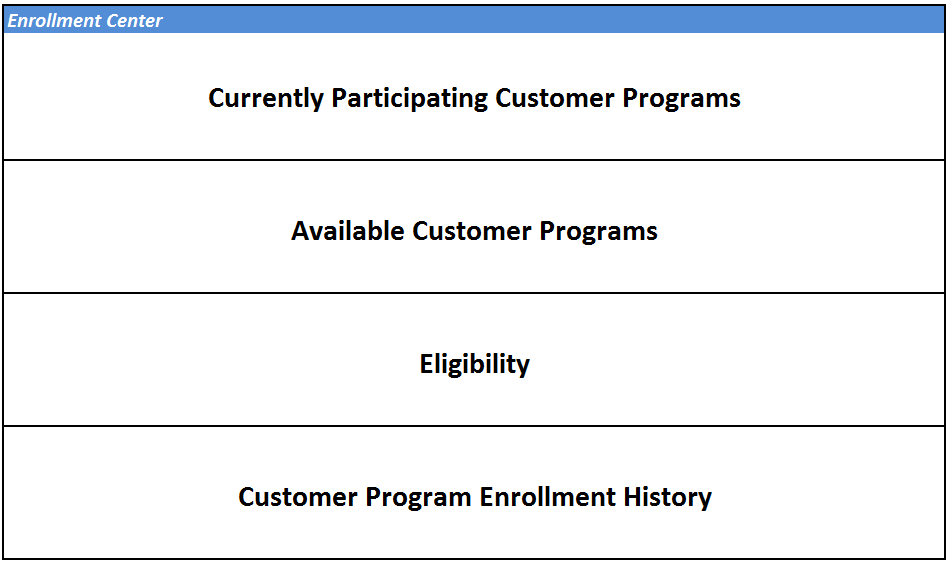 Enrollment Center
Currently Participating Customer Programs
Available Customer Programs
Eligibility
Customer Program Enrollment History